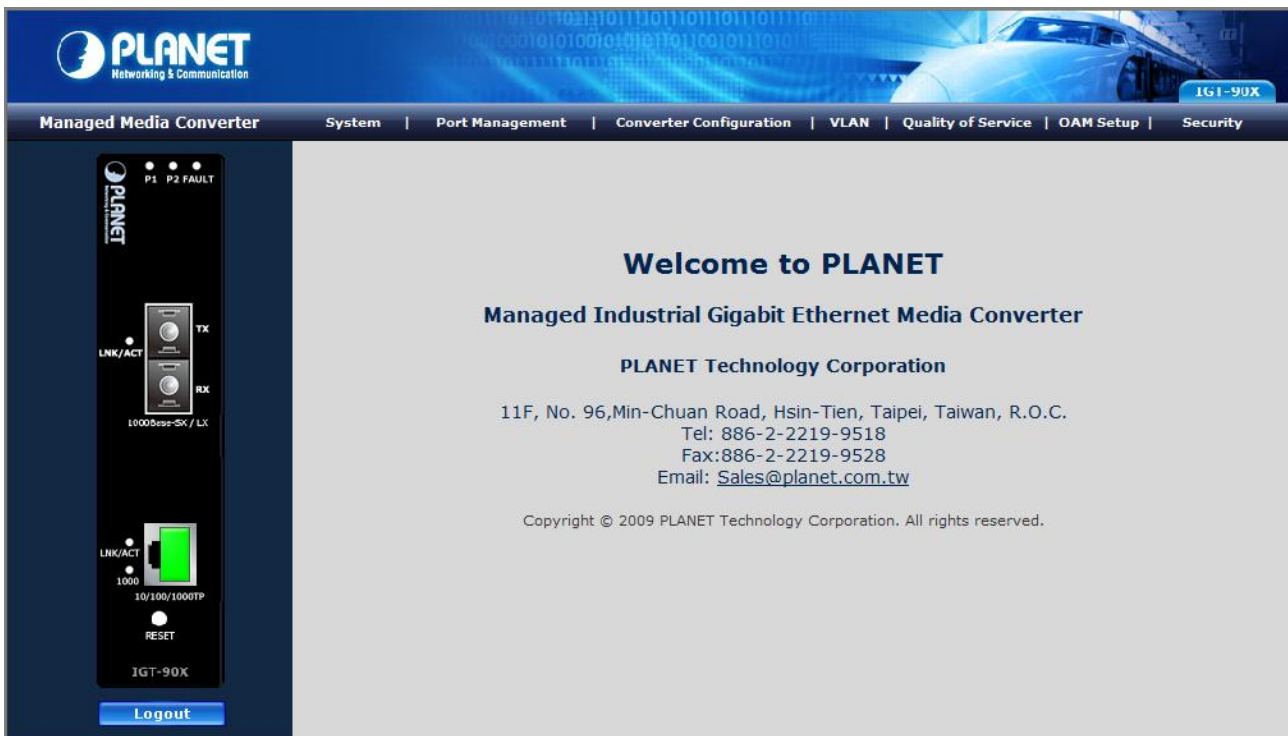 PLANET
Networking & Communication
IGT-90X
Managed Media Converter
System | Port Management | Converter Configuration | VLAN | Quality of Service | OAM Setup | Security
P1 P2 FAULT
PLANET
Networking & Communication
TX
LNK/ACT
RX
1000Base-SX / LX
LNK/ACT
1000
10/100/1000TP
RESET
IGT-90X
Logout
Welcome to PLANET
Managed Industrial Gigabit Ethernet Media Converter
PLANET Technology Corporation
11F, No. 96,Min-Chuan Road, Hsin-Tien, Taipei, Taiwan, R.O.C.
Tel: 886-2-2219-9518
Fax:886-2-2219-9528
Email: Sales@planet.com.tw
Copyright © 2009 PLANET Technology Corporation. All rights reserved.